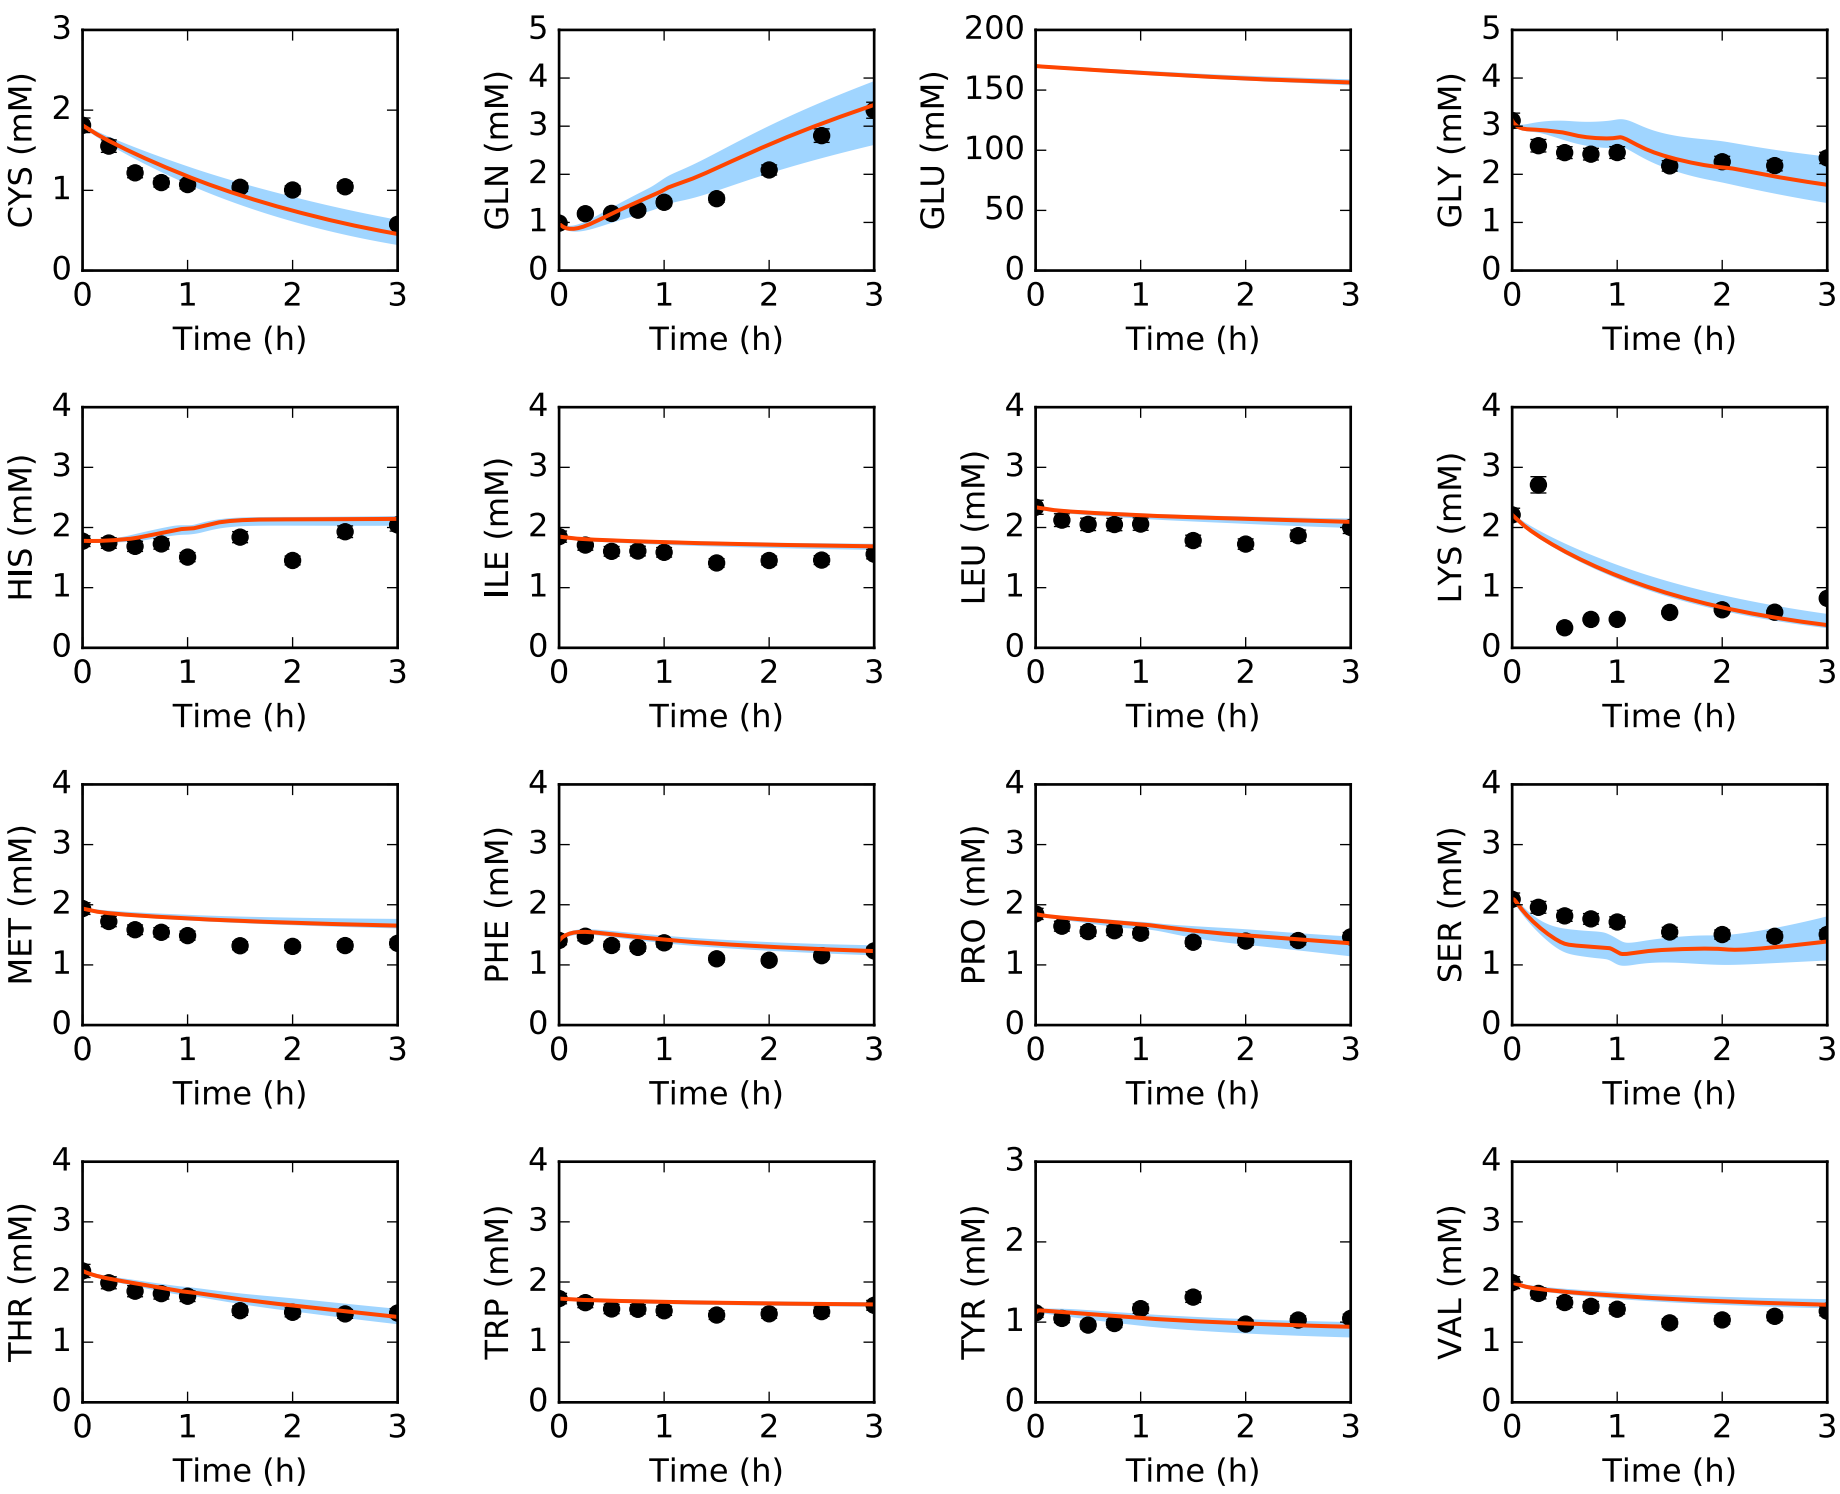 CYS (mM)
3
2
1
0
0 1 2 3
Time (h)
GLN (mM)
5
4
3
2
1
0
0 1 2 3
Time (h)
GLU (mM)
200
150
100
50
0
0 1 2 3
Time (h)
GLY (mM)
5
4
3
2
1
0
0 1 2 3
Time (h)
HIS (mM)
4
3
2
1
0
0 1 2 3
Time (h)
ILE (mM)
4
3
2
1
0
0 1 2 3
Time (h)
LEU (mM)
4
3
2
1
0
0 1 2 3
Time (h)
LYS (mM)
4
3
2
1
0
0 1 2 3
Time (h)
MET (mM)
4
3
2
1
0
0 1 2 3
Time (h)
PHE (mM)
4
3
2
1
0
0 1 2 3
Time (h)
PRO (mM)
4
3
2
1
0
0 1 2 3
Time (h)
SER (mM)
4
3
2
1
0
0 1 2 3
Time (h)
THR (mM)
4
3
2
1
0
0 1 2 3
Time (h)
TRP (mM)
4
3
2
1
0
0 1 2 3
Time (h)
TYR (mM)
3
2
1
0
0 1 2 3
Time (h)
VAL (mM)
4
3
2
1
0
0 1 2 3
Time (h)